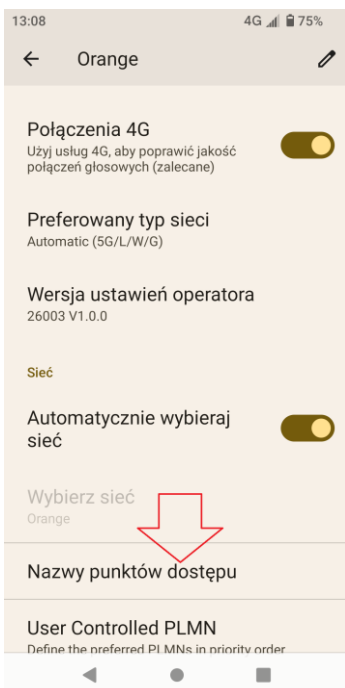 13:08 4G 75%
Orange
Połączenia 4G
Użyj usług 4G, aby poprawić jakość
połączeń głosowych (zalecane)
Preferowany typ sieci
Automatic (5G/L/W/G)
Wersja ustawień operatora
26003 V1.0.0
Sieć
Automatycznie wybieraj
sieć
Wybierz sieć
Orange
Nazwy punktów dostępu
User Controlled PLMN
Define the preferred PLMNs in priority order